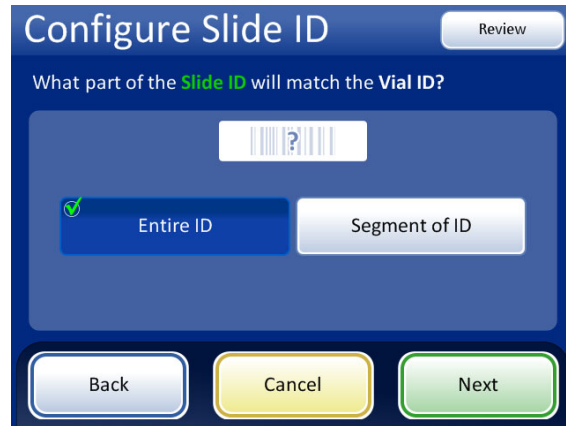 Configure Slide ID
Review
What part of the Slide ID will match the Vial ID?
?
Entire ID
Segment of ID
Back
Cancel
Next